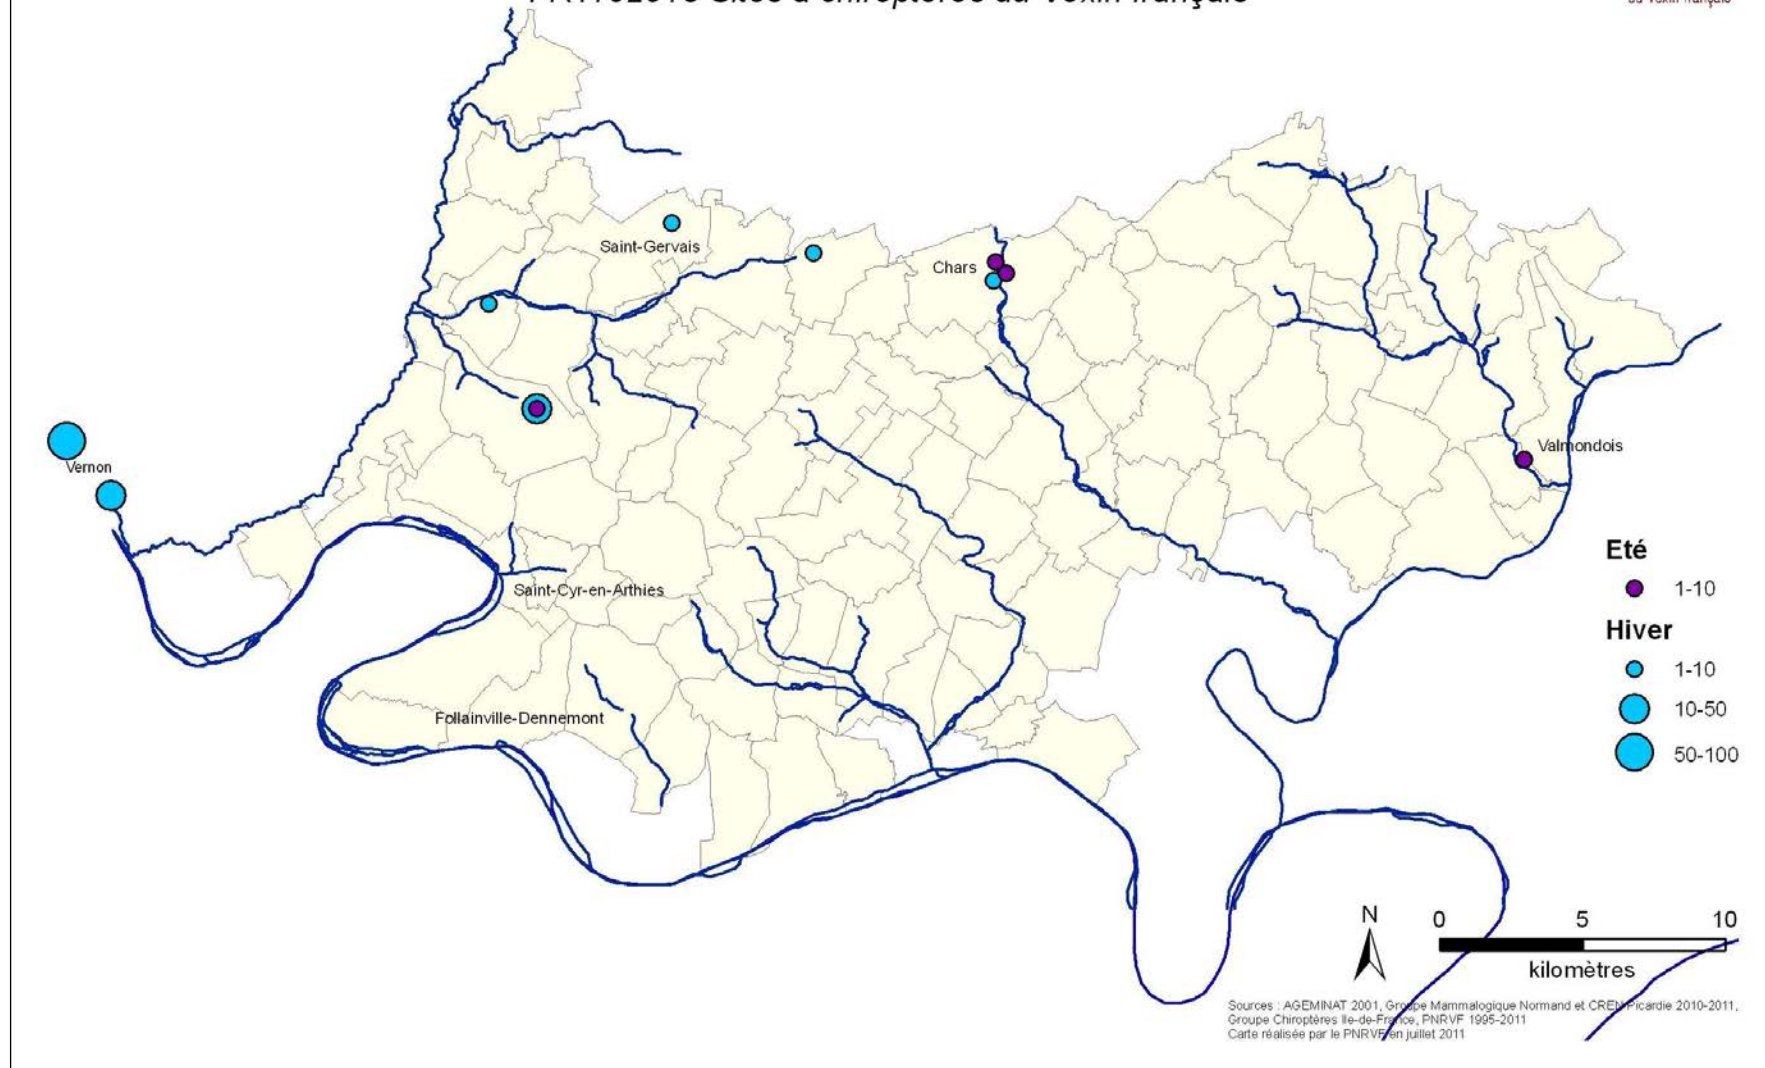 Saint-Gervais
Chars
Vernon
Valmondois
Saint-Cyr-en-Arthies
Follainville-Dennemont
Eté
1-10
Hiver
1-10
10-50
50-100
N
0 5 10
kilomètres
Sources : AGEMINAT 2001, Groupe Mammalogique Normand et CREN Picardie 2010-2011,
Groupe Chiroptères Ile-de-France, PNRVF 1995-2011
Carte réalisée par le PNRVF en juillet 2011